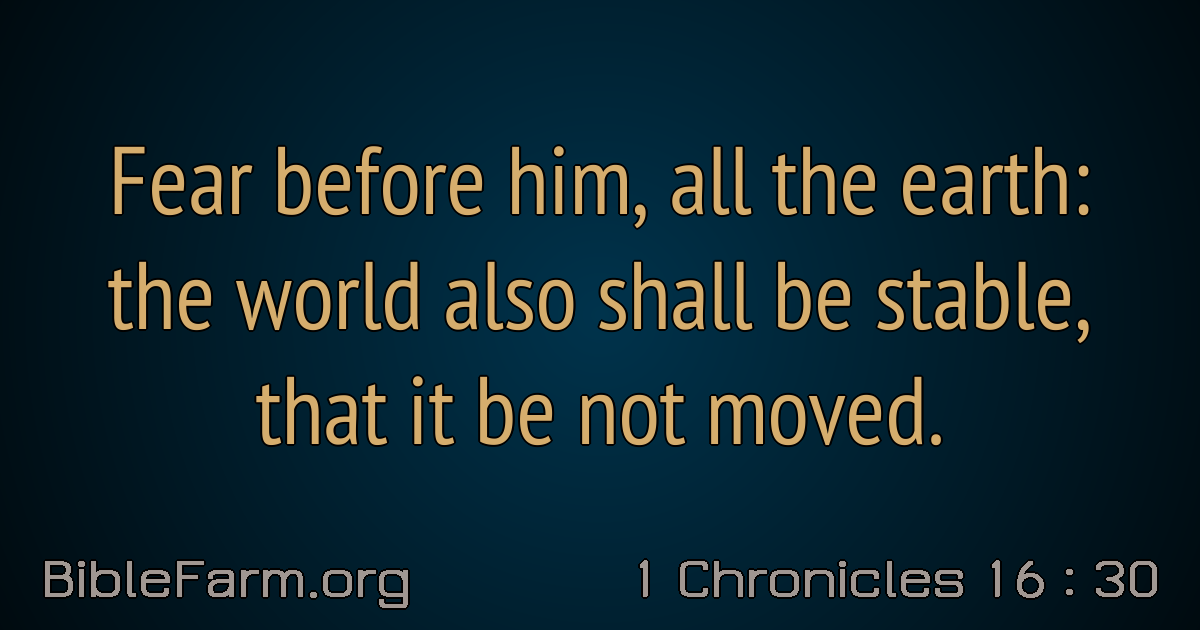 Fear before him, all the earth:
the world also shall be stable,
that it be not moved.
BibleFarm.org
1 Chronicles 16 : 30